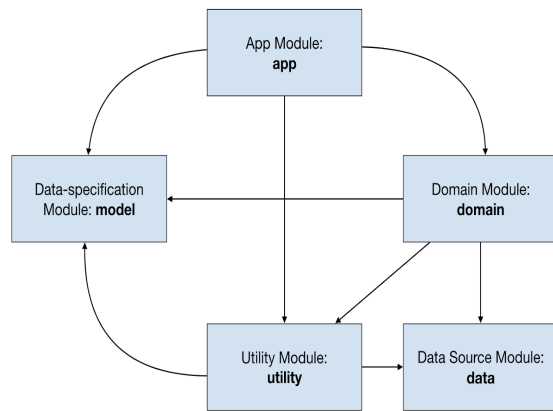 App Module:
app
Data-specification
Module: model
Domain Module:
domain
Utility Module:
utility
Data Source Module:
data